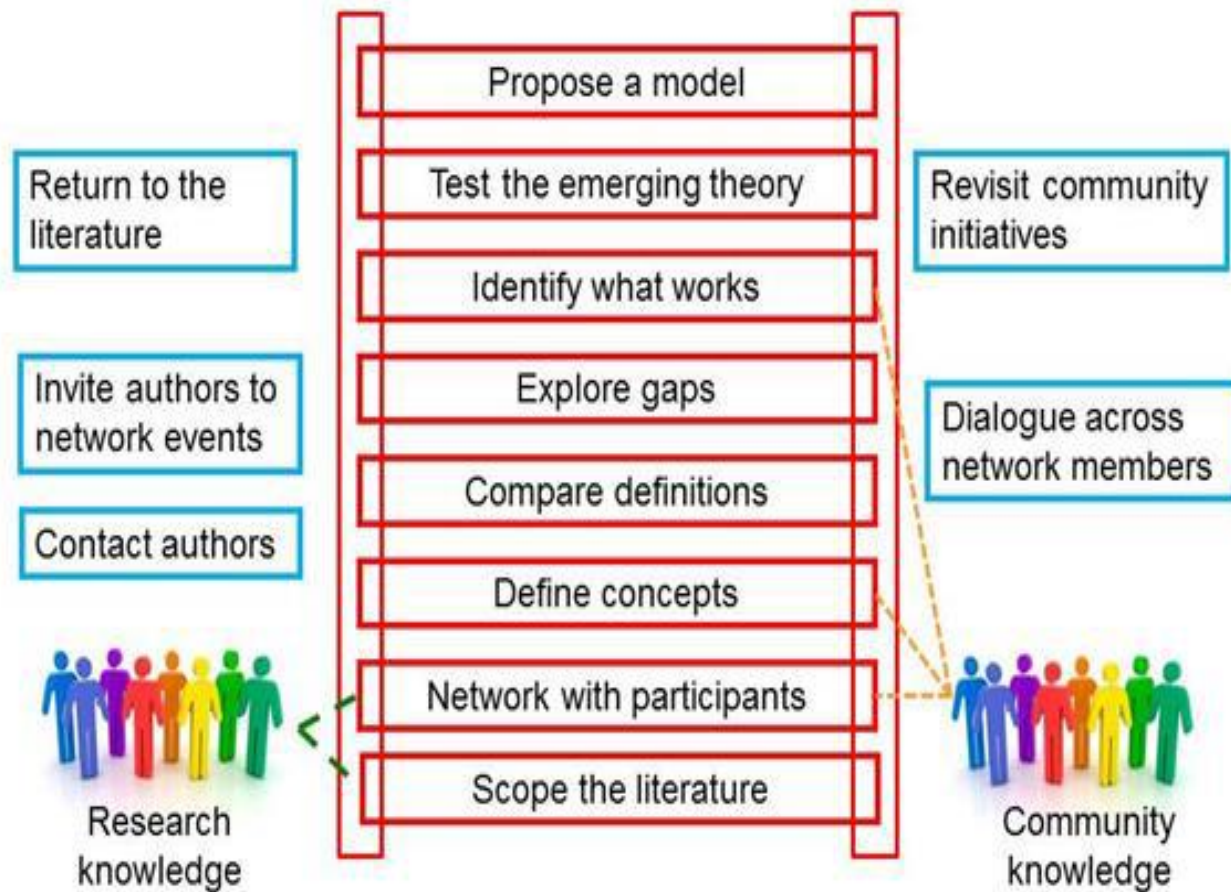 Propose a model
Test the emerging theory
Identify what works
Explore gaps
Compare definitions
Define concepts
Network with participants
Scope the literature
Return to the
literature
Invite authors to
network events
Contact authors
Research
knowledge
Revisit community
initiatives
Dialogue across
network members
Community
knowledge